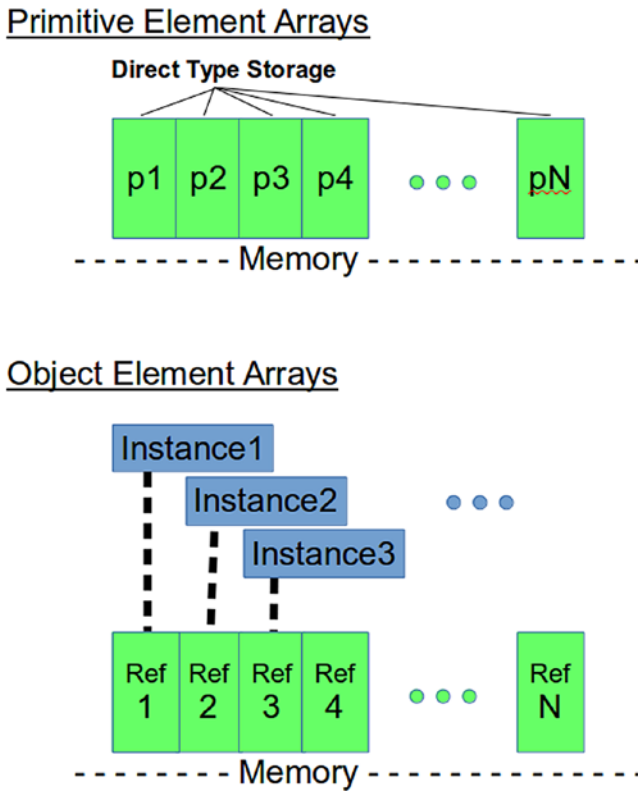 Primitive Element Arrays
Direct Type Storage
p1 p2 p3 p4 pN
Memory
Object Element Arrays
Instance1
Instance2
Instance3
Ref Ref Ref Ref Ref
1 2 3 4 N
Memory